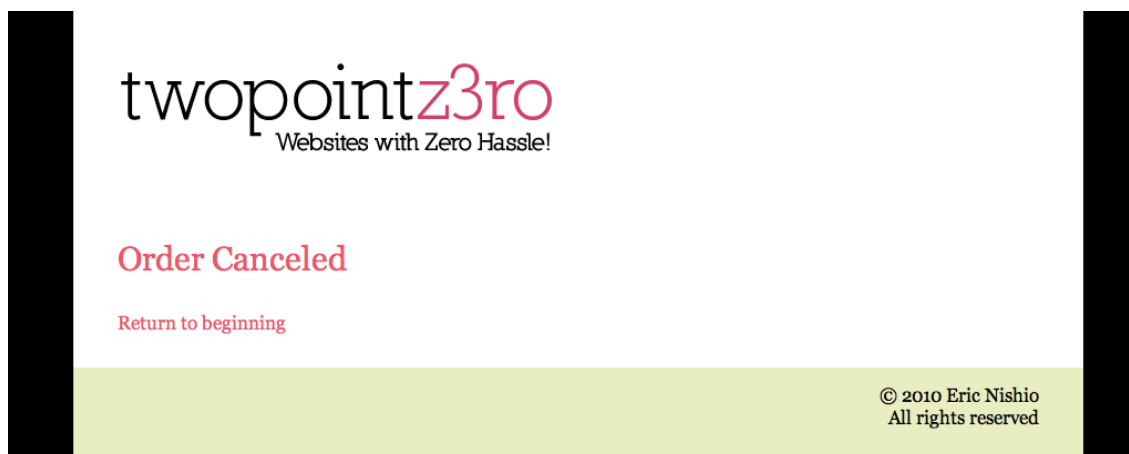 twopointz3ro
Websites with Zero Hassle!
Order Canceled
Return to beginning
© 2010 Eric Nishio
All rights reserved